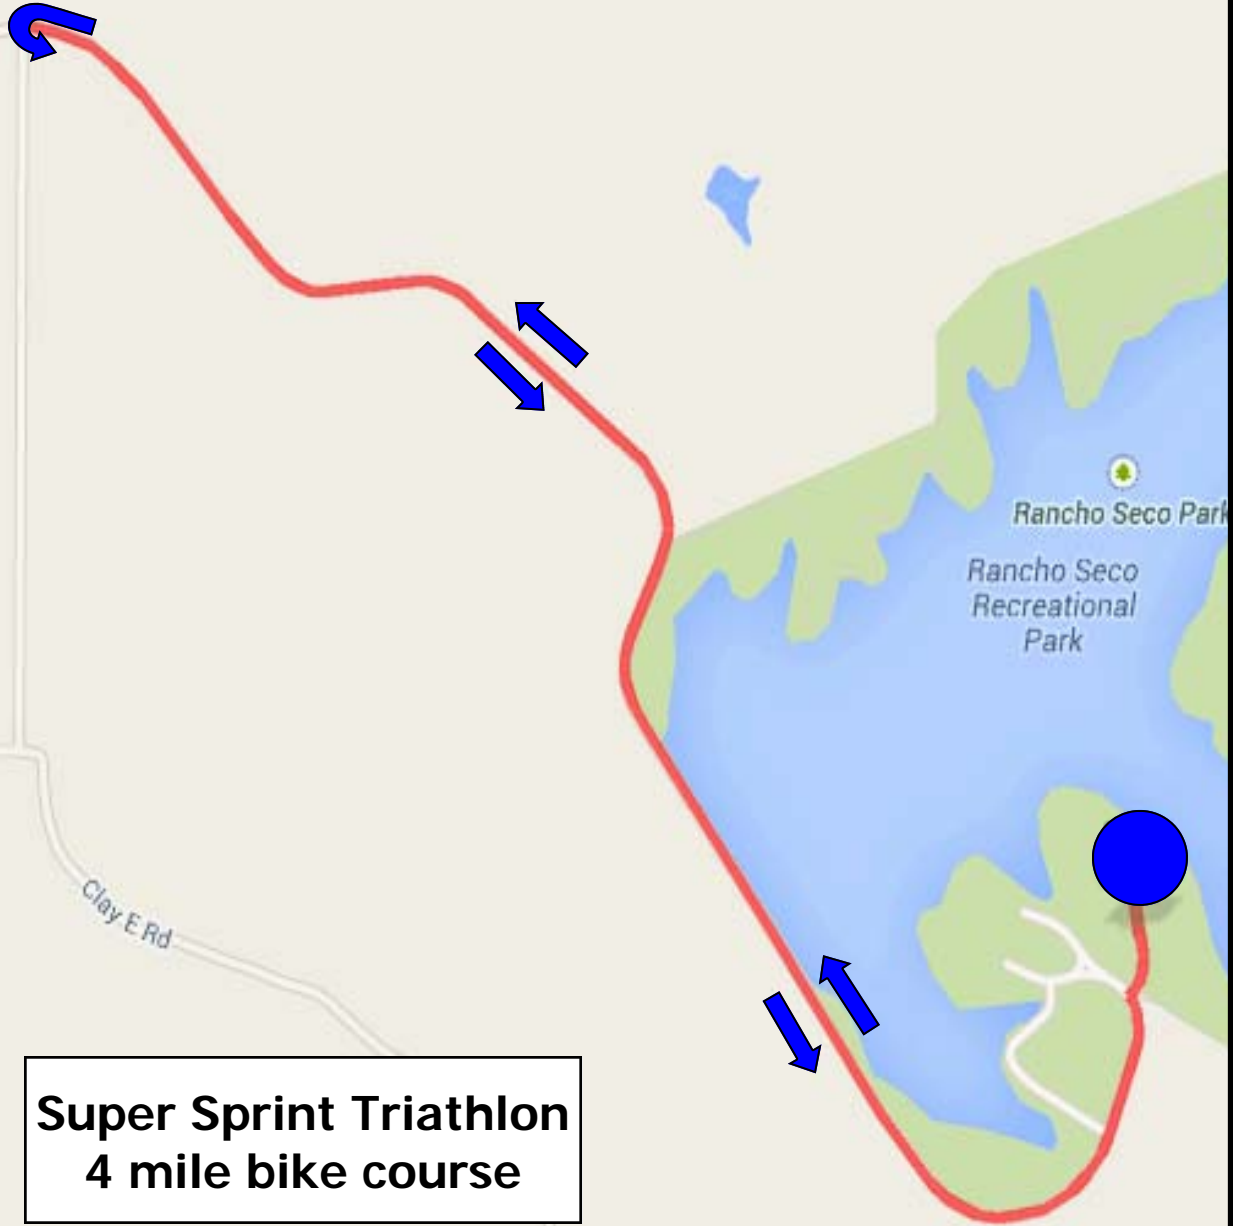 Rancho Seco Park
Rancho Seco
Recreational
Park
Clay E Rd
Super Sprint Triathlon
4 mile bike course